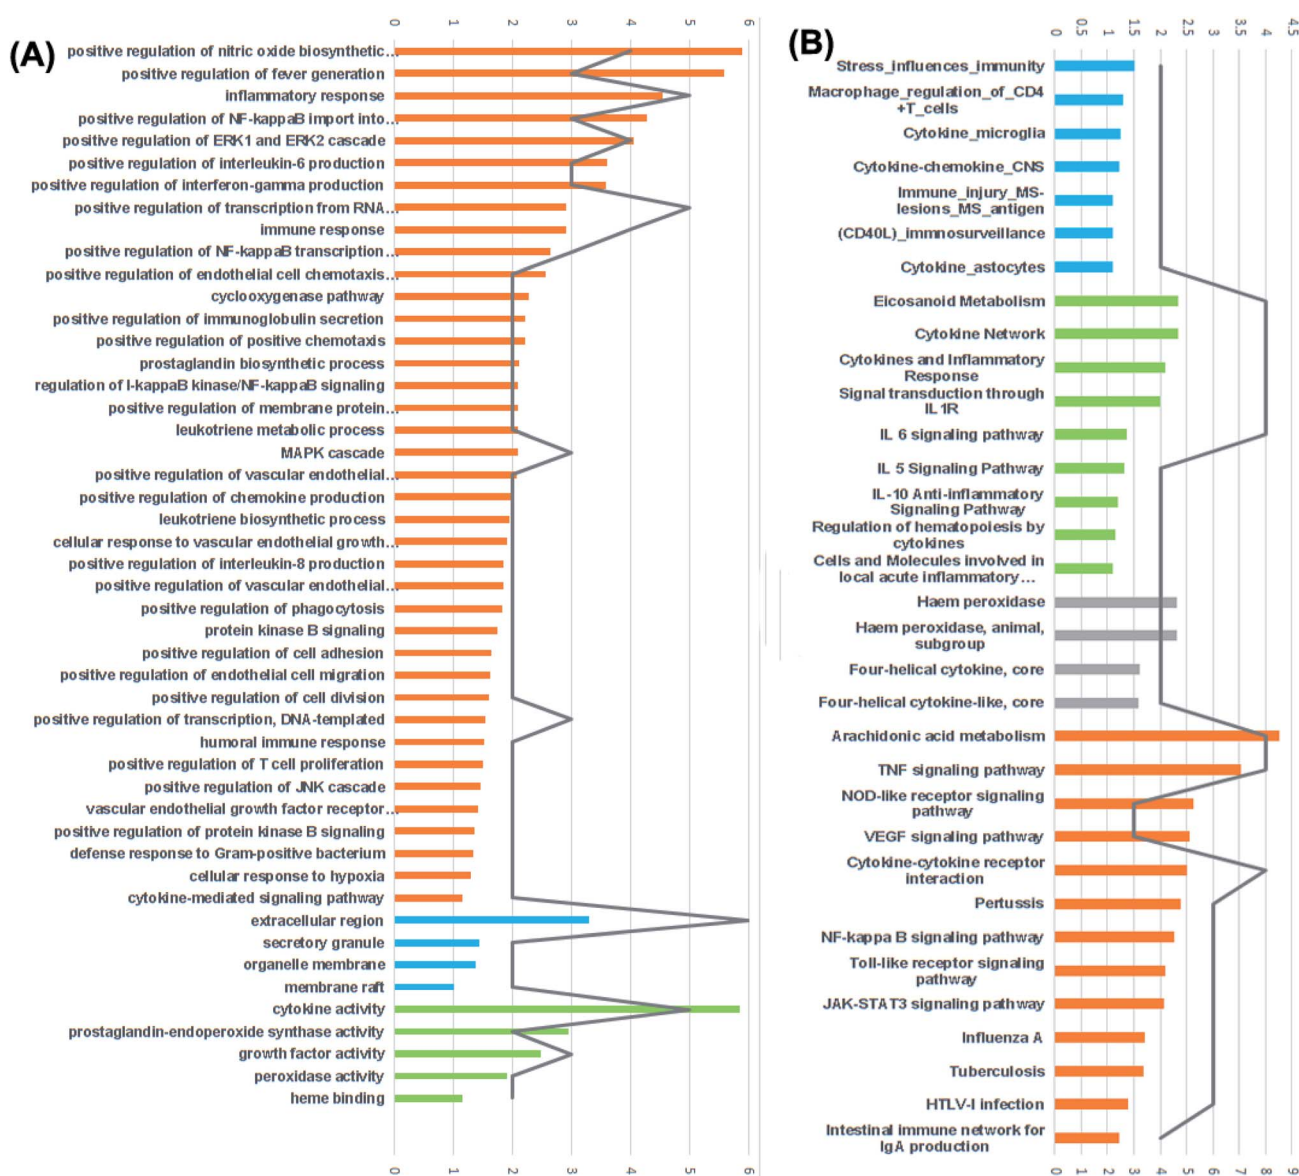 (A)
0 1 2 3 4 5 6
positive regulation of nitric oxide biosynthetic...
positive regulation of fever generation
inflammatory response
positive regulation of NF-kappaB import into...
positive regulation of ERK1 and ERK2 cascade
positive regulation of interleukin-6 production
positive regulation of interferon-gamma production
positive regulation of transcription from RNA...
immune response
positive regulation of NF-kappaB transcription...
positive regulation of endothelial cell chemotaxis...
cyclooxygenase pathway
positive regulation of immunoglobulin secretion
positive regulation of positive chemotaxis
prostaglandin biosynthetic process
regulation of I-kappaB kinase/NF-kappaB signaling
positive regulation of membrane protein...
leukotriene metabolic process
MAPK cascade
positive regulation of vascular endothelial...
positive regulation of chemokine production
leukotriene biosynthetic process
cellular response to vascular endothelial growth...
positive regulation of interleukin-8 production
positive regulation of vascular endothelial...
positive regulation of phagocytosis
protein kinase B signaling
positive regulation of cell adhesion
positive regulation of endothelial cell migration
positive regulation of cell division
positive regulation of transcription, DNA-templated
humoral immune response
positive regulation of T cell proliferation
positive regulation of JNK cascade
vascular endothelial growth factor receptor...
positive regulation of protein kinase B signaling
defense response to Gram-positive bacterium
cellular response to hypoxia
cytokine-mediated signaling pathway
extracellular region
secretory granule
organelle membrane
membrane raft
cytokine activity
prostaglandin-endoperoxide synthase activity
growth factor activity
peroxidase activity
heme binding
0 1 2 3 4 5 6
(B)
0 0.5 1 1.5 2 2.5 3 3.5 4 4.5
Stress_influences_immunity
Macrophage_regulation_of_CD4
+T_cells
Cytokine_microglia
Cytokine-chemokine_CNS
Immune_injury_MS-
lesions_MS_antigen
(CD40L)_immnosurveillance
Cytokine_astocytes
Eicosanoid Metabolism
Cytokine Network
Cytokines and Inflammatory
Response
Signal transduction through
IL1R
IL 6 signaling pathway
IL 5 Signaling Pathway
IL-10 Anti-inflammatory
Signaling Pathway
Regulation of hematopoiesis by
cytokines
Cells and Molecules involved in
local acute inflammatory...
Haem peroxidase
Haem peroxidase, animal,
subgroup
Four-helical cytokine, core
Four-helical cytokine-like, core
Arachidonic acid metabolism
TNF signaling pathway
NOD-like receptor signaling
pathway
VEGF signaling pathway
Cytokine-cytokine receptor
interaction
Pertussis
NF-kappa B signaling pathway
Toll-like receptor signaling
pathway
JAK-STAT3 signaling pathway
Influenza A
Tuberculosis
HTLV-I infection
Intestinal immune network for
IgA production
0 1 2 3 4 5 6 7 8 9